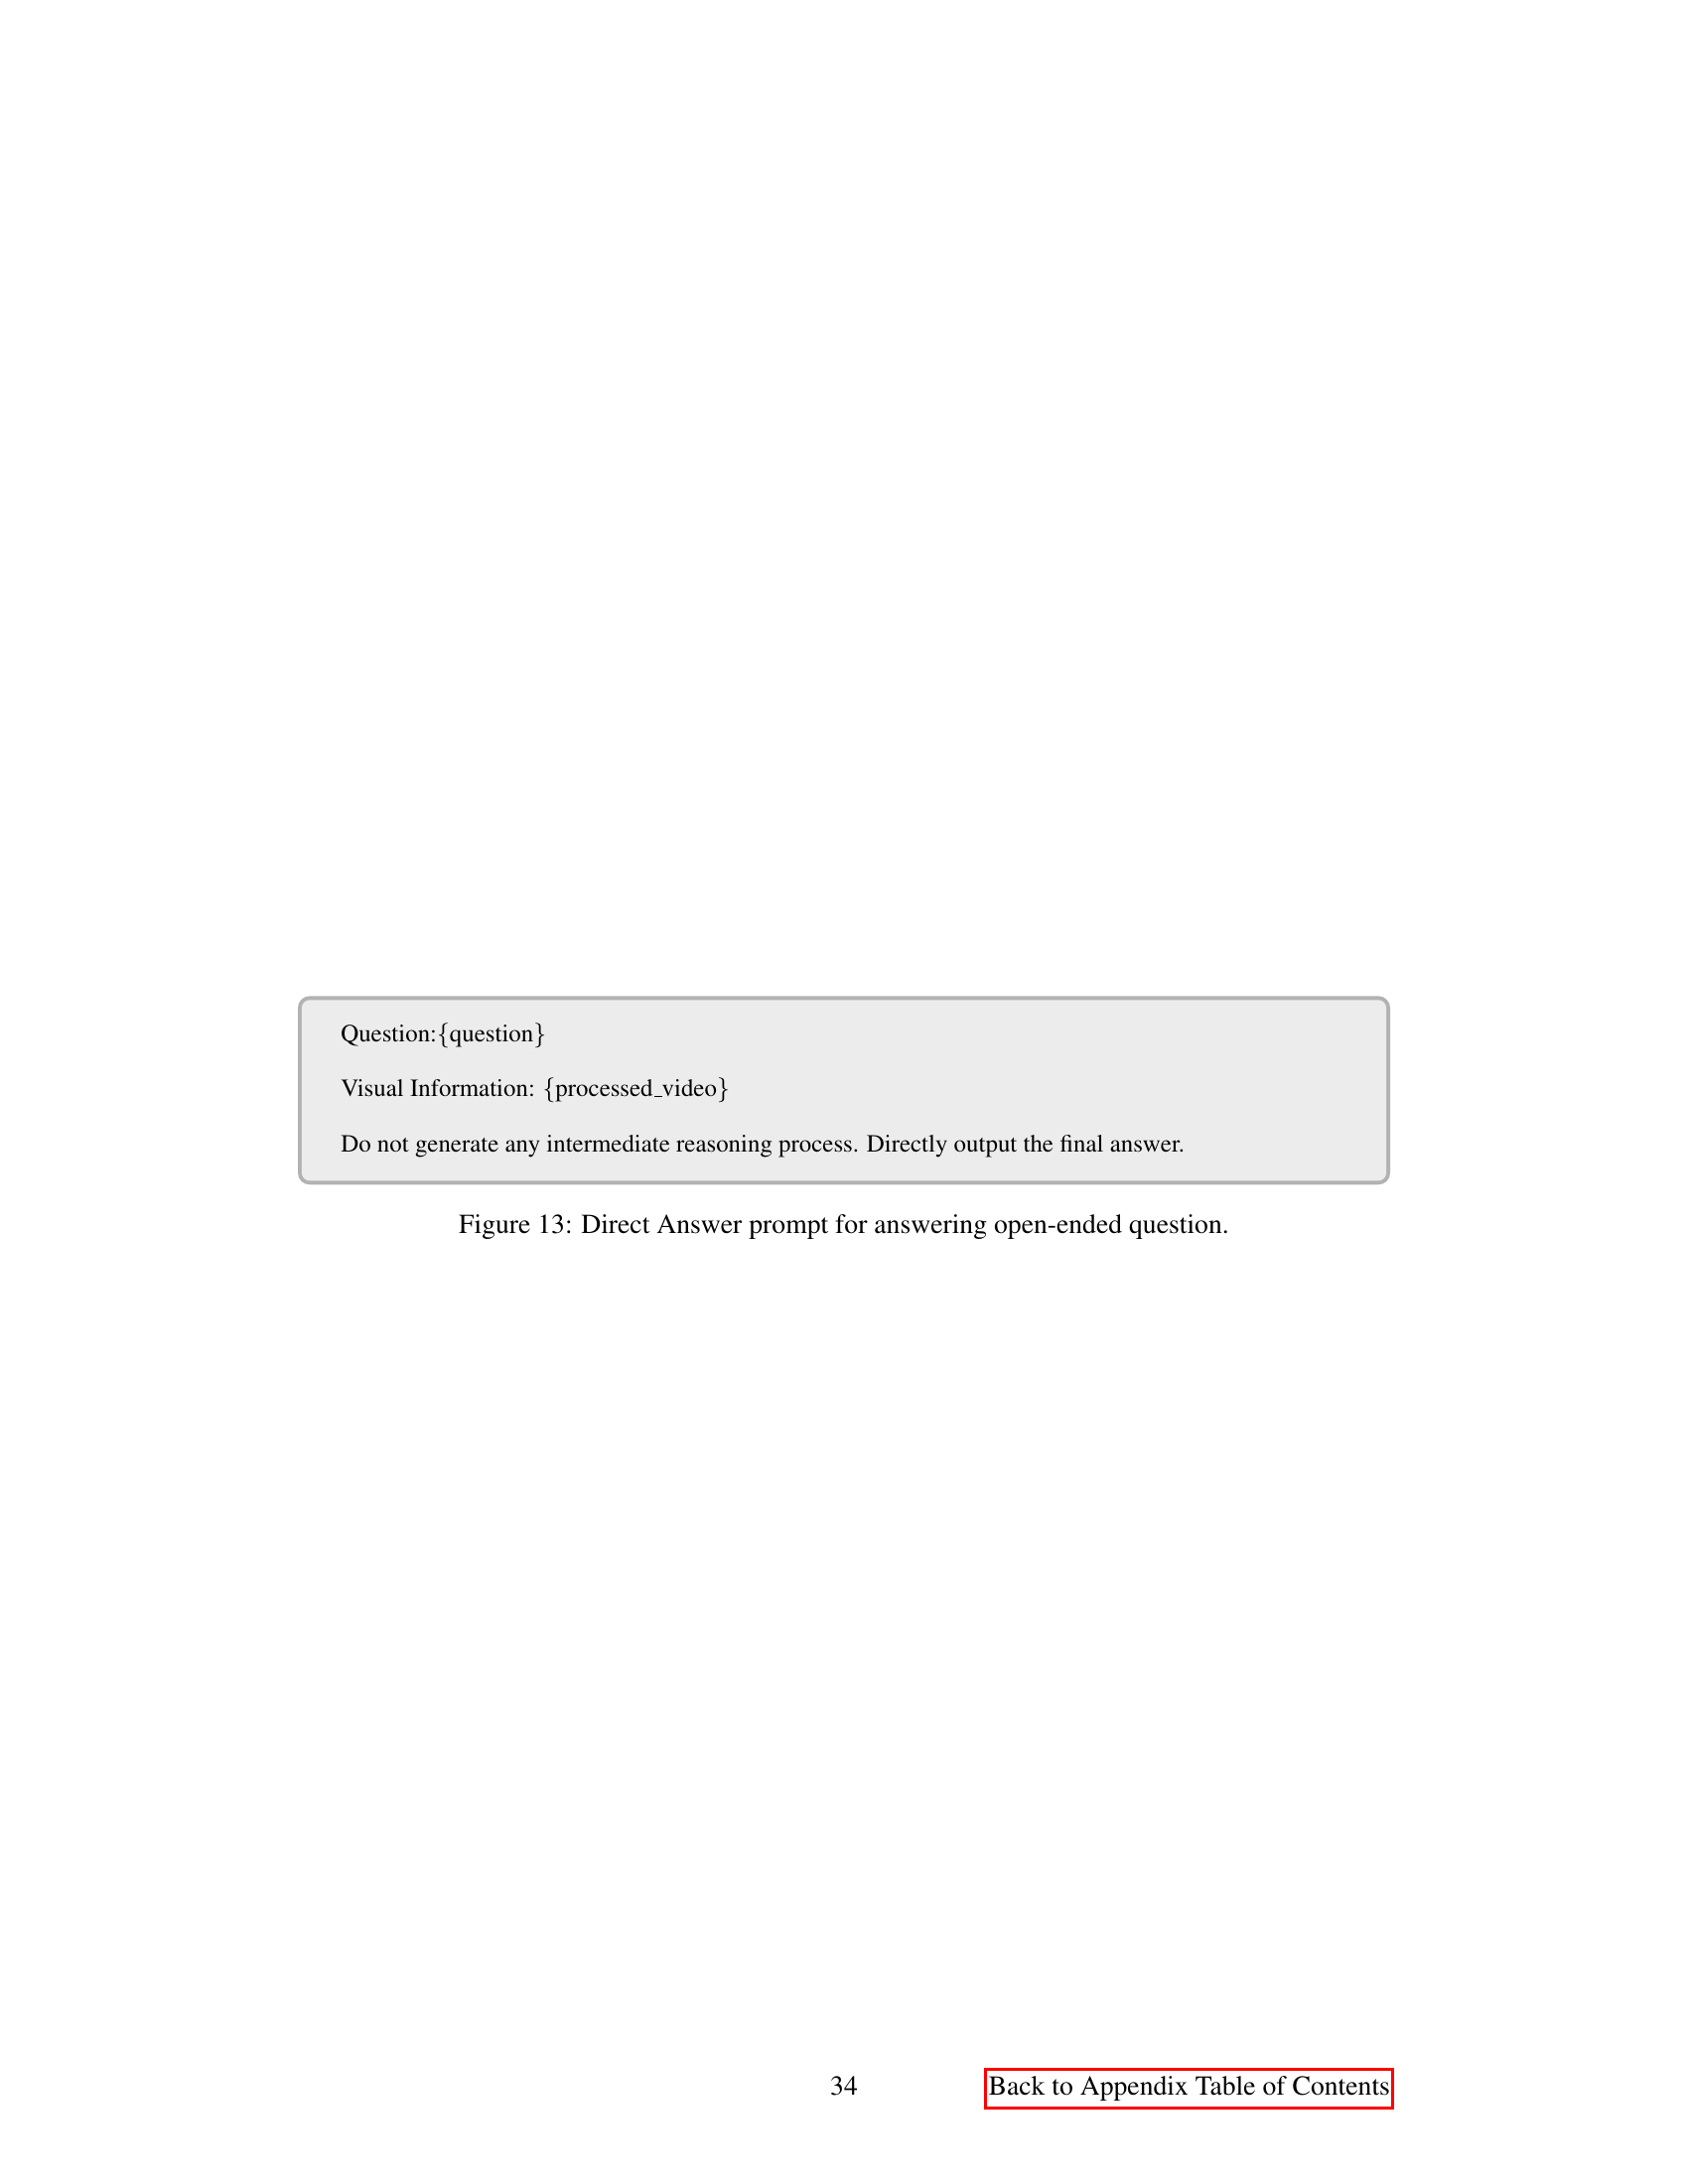 Question:{question}
Visual Information: {processed_video}
Do not generate any intermediate reasoning process. Directly output the final answer.
Figure 13: Direct Answer prompt for answering open-ended question.
34
Back to Appendix Table of Contents